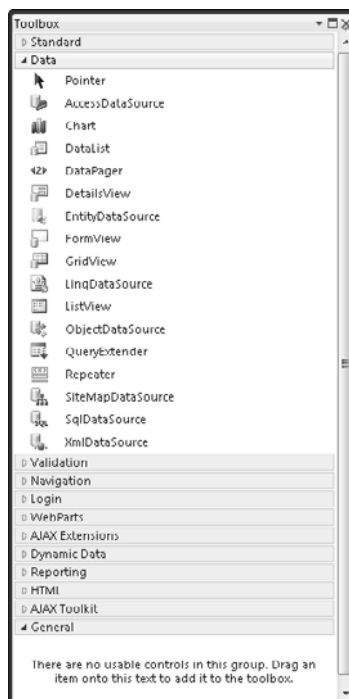 Toolbox
Standard
Data
Pointer
AccessDataSource
Chart
DataList
DataPager
DetailsView
EntityDataSource
FormView
GridView
LinqDataSource
ListView
ObjectDataSource
QueryExtender
Repeater
SiteMapDataSource
SqlDataSource
XmlDataSource
Validation
Navigation
Login
WebParts
AJAX Extensions
Dynamic Data
Reporting
HTML
AJAX Toolkit
General
There are no usable controls in this group. Drag an
item onto this text to add it to the toolbox.